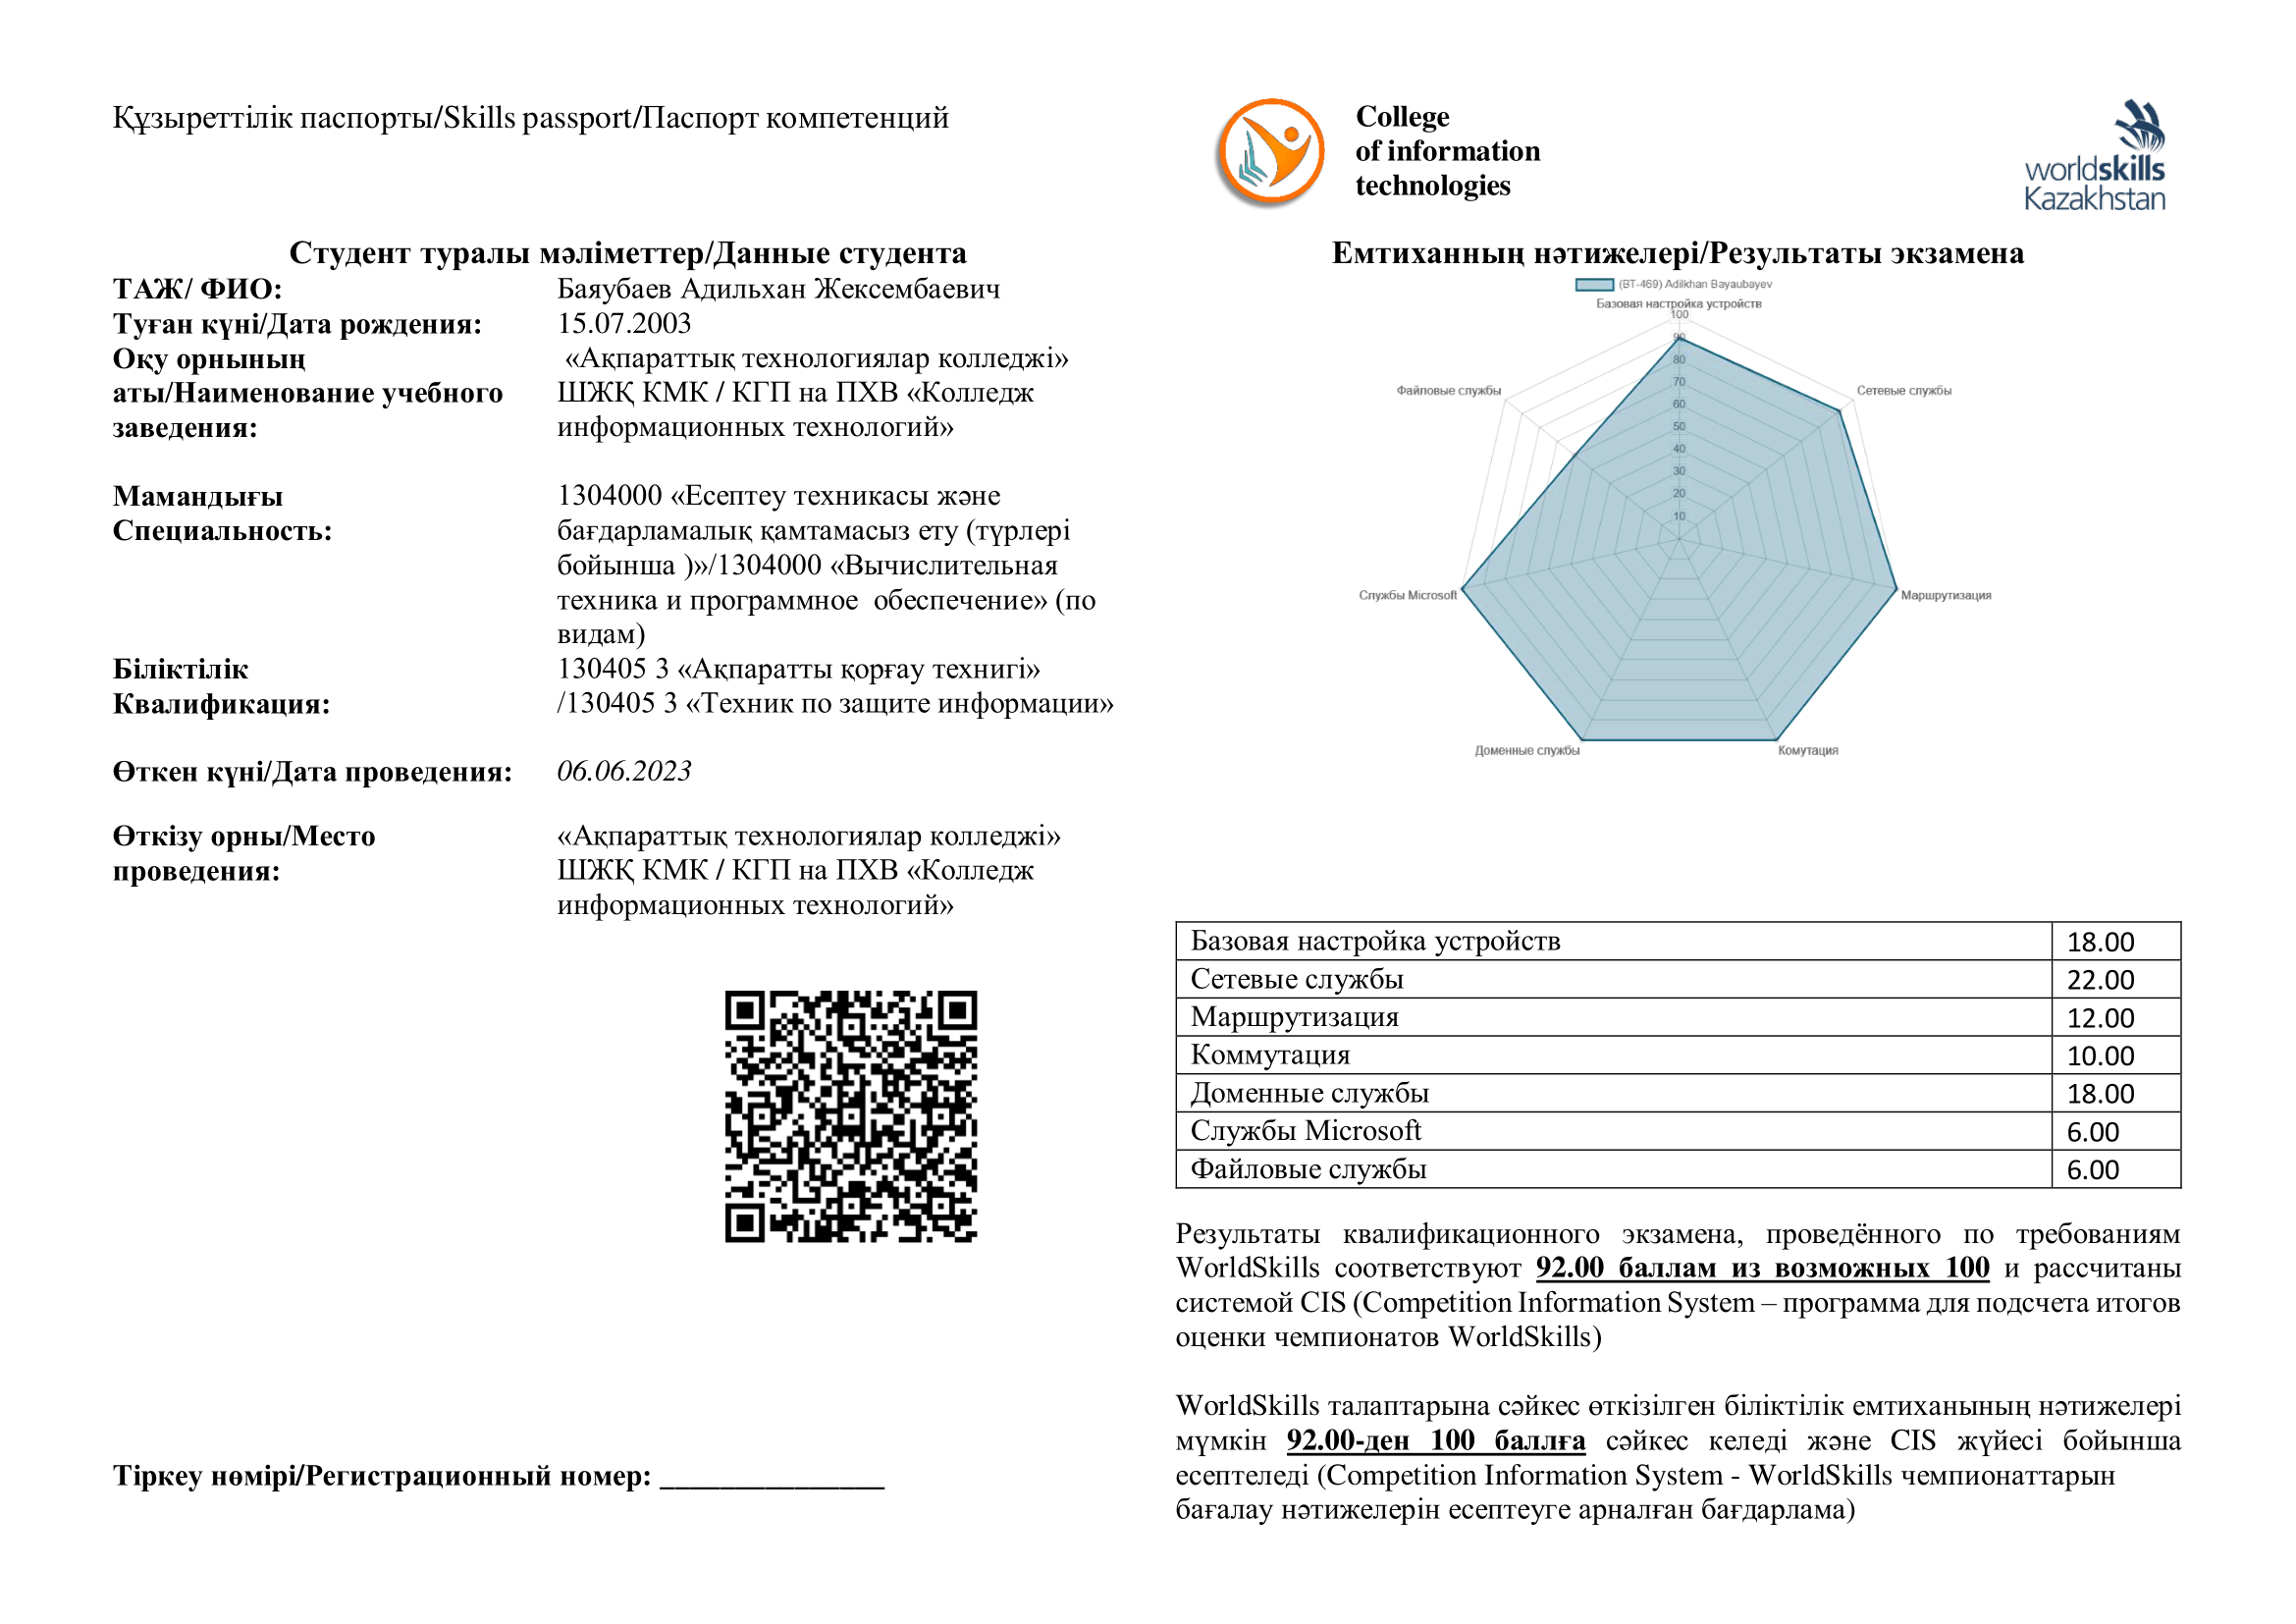 Құзыреттілік паспорты/Skills passport/Паспорт компетенций
Студент туралы мәліметтер/Данные студента
ТАЖ/ ФИО: Баяубаев Адильхан Жексембаевич
Туған күні/Дата рождения: 15.07.2003
Оқу орнының «Ақпараттық технологиялар колледжі»
аты/Наименование учебного ШЖҚ КМК / КГП на ПХВ «Колледж
заведения: информационных технологий»
Мамандығы 1304000 «Есептеу техникасы және
Специальность: бағдарламалық қамтамасыз ету (түрлері
бойынша )»/1304000 «Вычислительная
техника и программное обеспечение» (по
видам)
Біліктілік 130405 3 «Ақпаратты қорғау технигі»
Квалификация: /130405 3 «Техник по защите информации»
Өткен күні/Дата проведения: 06.06.2023
Өткізу орны/Место «Ақпараттық технологиялар колледжі»
проведения: ШЖҚ КМК / КГП на ПХВ «Колледж
информационных технологий»
Тіркеу нөмірі/Регистрационный номер: _______________
College
of information
technologies
worldskills
Kazakhstan
Емтиханның нәтижелері/Результаты экзамена
(BT-469) Adilkhan Bayaubayev
Базовая настройка устройств
100
90
80
70
60
50
40
30
20
10
Файловые службы
Сетевые службы
Службы Microsoft
Маршрутизация
Доменные службы
Комутация
Базовая настройка устройств 18.00
Сетевые службы 22.00
Маршрутизация 12.00
Коммутация 10.00
Доменные службы 18.00
Службы Microsoft 6.00
Файловые службы 6.00
Результаты квалификационного экзамена, проведённого по требованиям
WorldSkills соответствуют 92.00 баллам из возможных 100 и рассчитаны
системой CIS (Competition Information System – программа для подсчета итогов
оценки чемпионатов WorldSkills)
WorldSkills талаптарына сәйкес өткізілген біліктілік емтиханының нәтижелері
мүмкін 92.00-ден 100 баллға сәйкес келеді және CIS жүйесі бойынша
есептеледі (Competition Information System - WorldSkills чемпионаттарын
бағалау нәтижелерін есептеуге арналған бағдарлама)